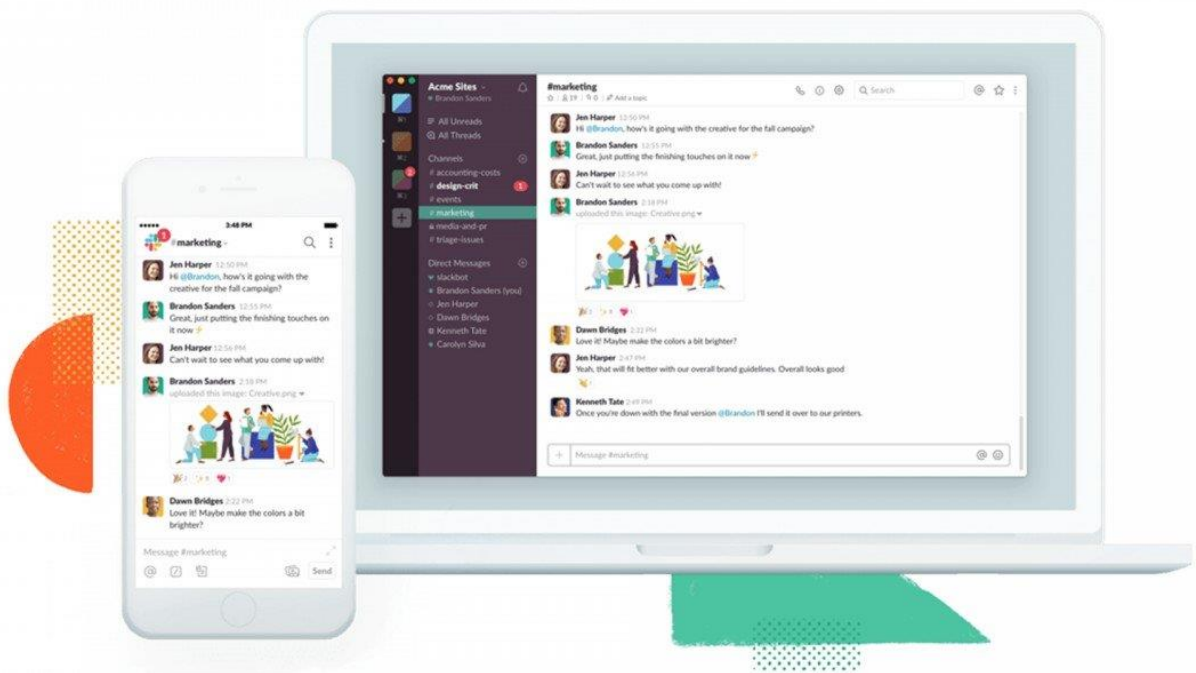 3:48 PM
1
#marketing
Jen Harper 12:50 PM
Hi @Brandon, how's it going with the
creative for the fall campaign?
Brandon Sanders 12:55 PM
Great, just putting the finishing touches on
it now
Jen Harper 12:56 PM
Can't wait to see what you come up with!
Brandon Sanders 2:18 PM
uploaded this image: Creative.png
Dawn Bridges 2:22 PM
Love it! Maybe make the colors a bit
brighter?
Message #marketing
Send
2
Acme Sites
Brandon Sanders
All Unreads
All Threads
Channels
# accounting-costs
# design-crit 1
# events
# marketing
media-and-pr
# triage-issues
Direct Messages
slackbot
Brandon Sanders (you)
Jen Harper
Dawn Bridges
Kenneth Tate
Carolyn Silva
#marketing
19 | 0 | Add a topic
Search
Jen Harper 12:50 PM
Hi @Brandon, how's it going with the creative for the fall campaign?
Brandon Sanders 12:55 PM
Great, just putting the finishing touches on it now
Jen Harper 12:56 PM
Can't wait to see what you come up with!
Brandon Sanders 2:18 PM
uploaded this image: Creative.png
Dawn Bridges 2:22 PM
Love it! Maybe make the colors a bit brighter?
Jen Harper
Yeah, that will fit better with our overall brand guidelines. Overall looks good
Kenneth Tate 2:49 PM
Once you're down with the final version @Brandon I'll send it over to our printers.
Message #marketing